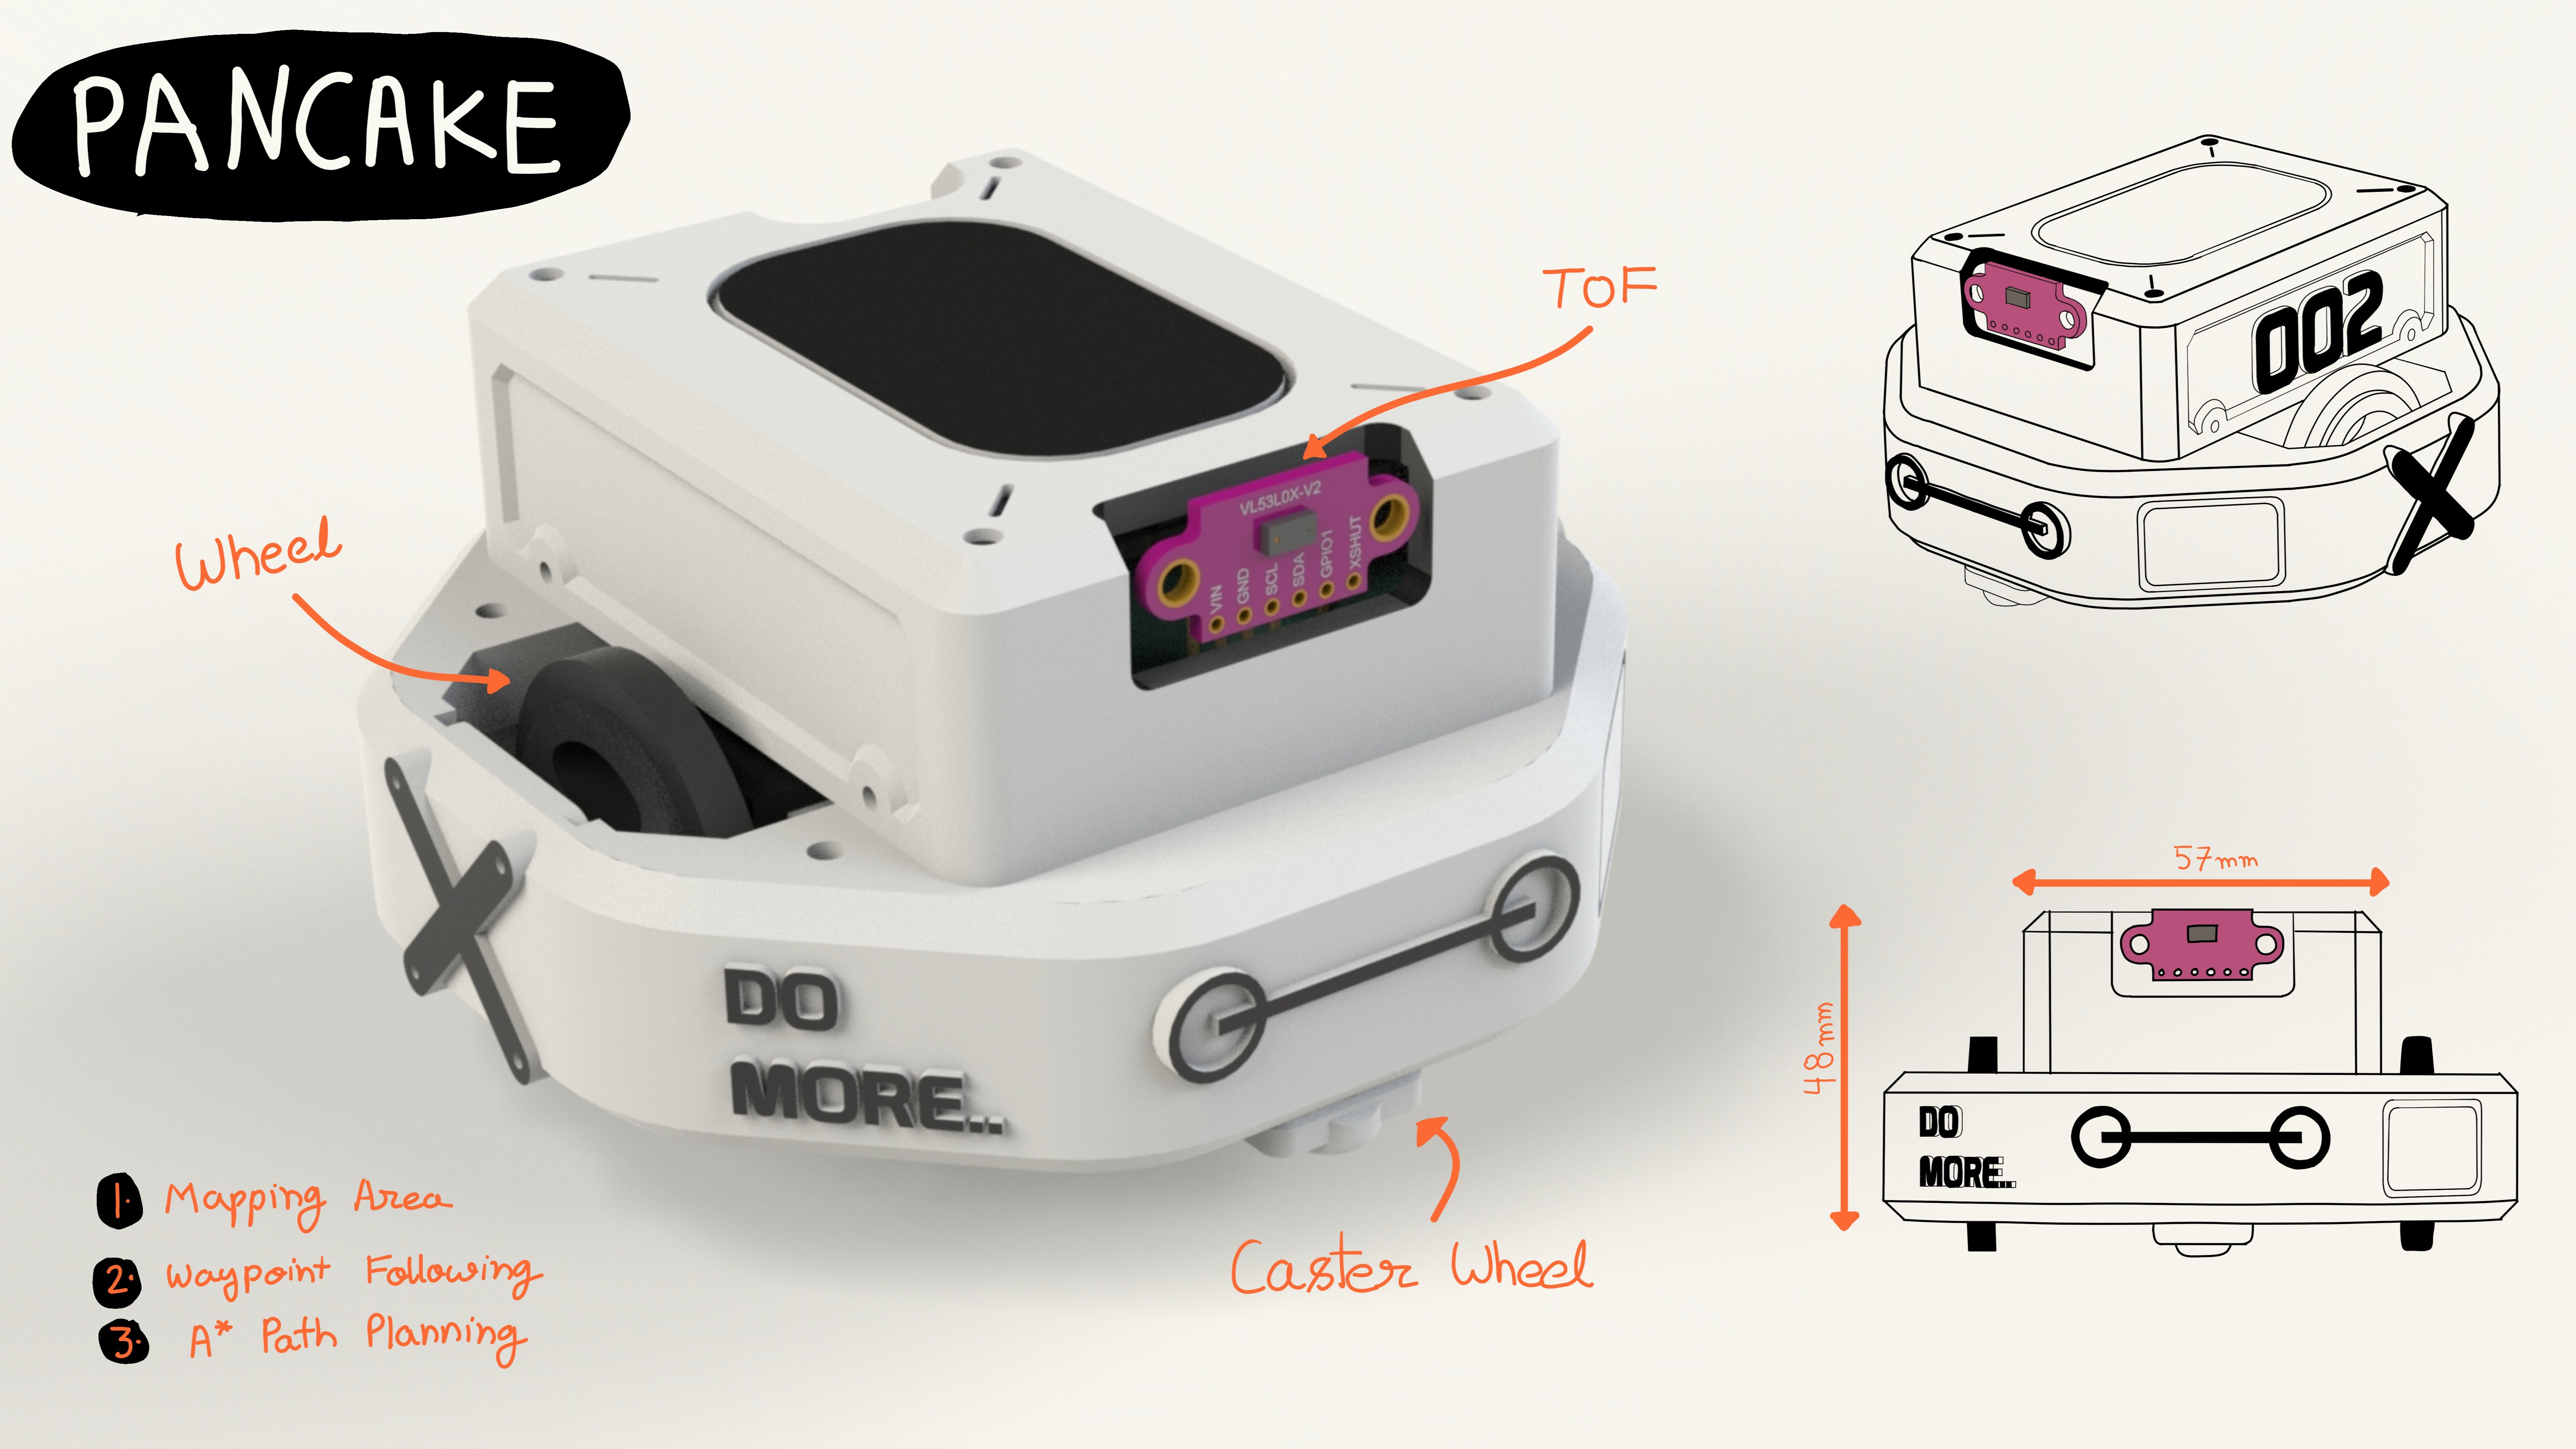 PANCAKE
ToF
Wheel
VL53L0X-V2
VIN
GND
SCL
SDA
GPIO1
XSHUT
002
DO
MORE...
57mm
48mm
DO
MORE...
Caster Wheel
1. Mapping Area
2. Waypoint Following
3. A* Path Planning